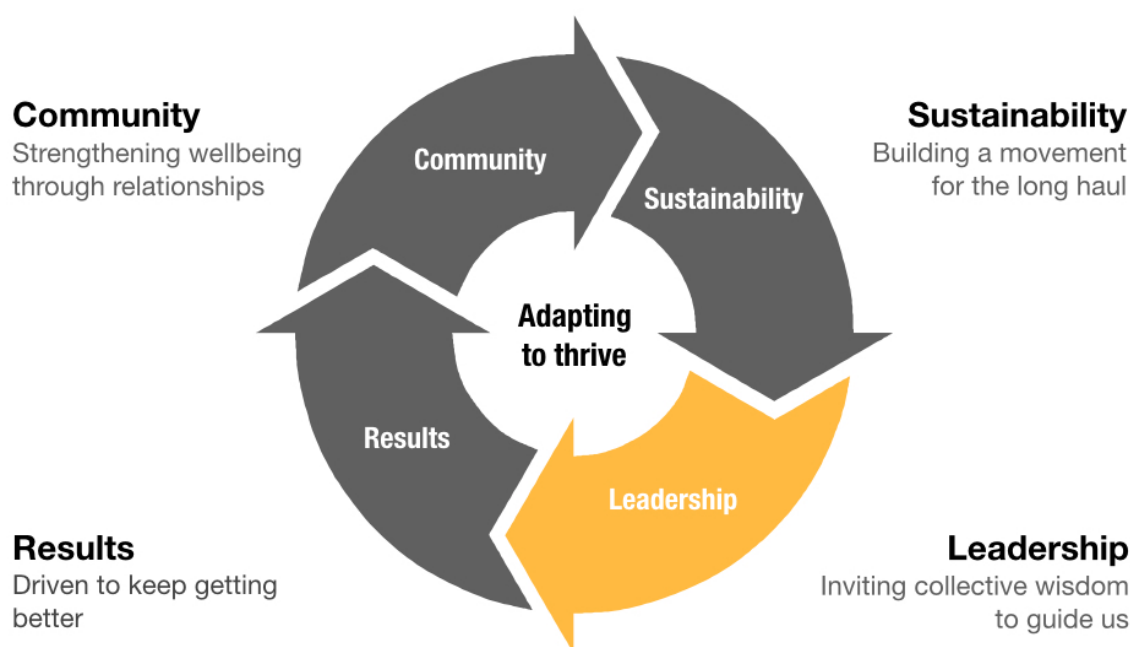 Community
Strengthening wellbeing
through relationships
Sustainability
Building a movement
for the long haul
Community
Sustainability
Adapting
to thrive
Results
Leadership
Results
Driven to keep getting
better
Leadership
Inviting collective wisdom
to guide us